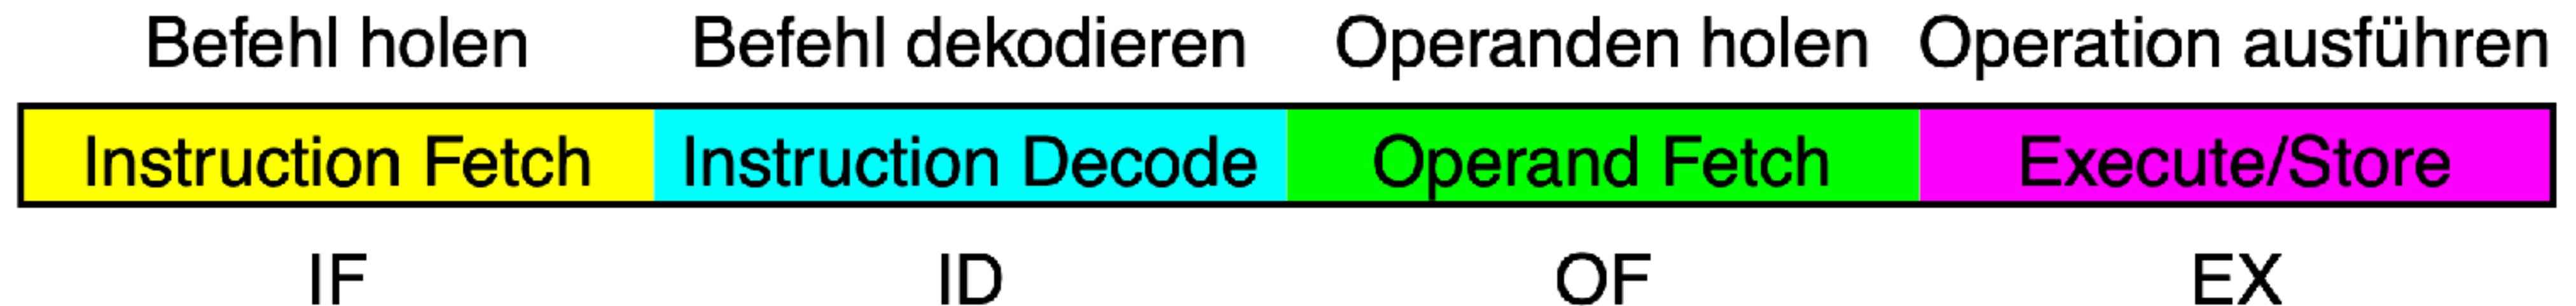 Befehl holen Befehl dekodieren Operanden holen Operation ausführen
Instruction Fetch Instruction Decode Operand Fetch Execute/Store
IF ID OF EX